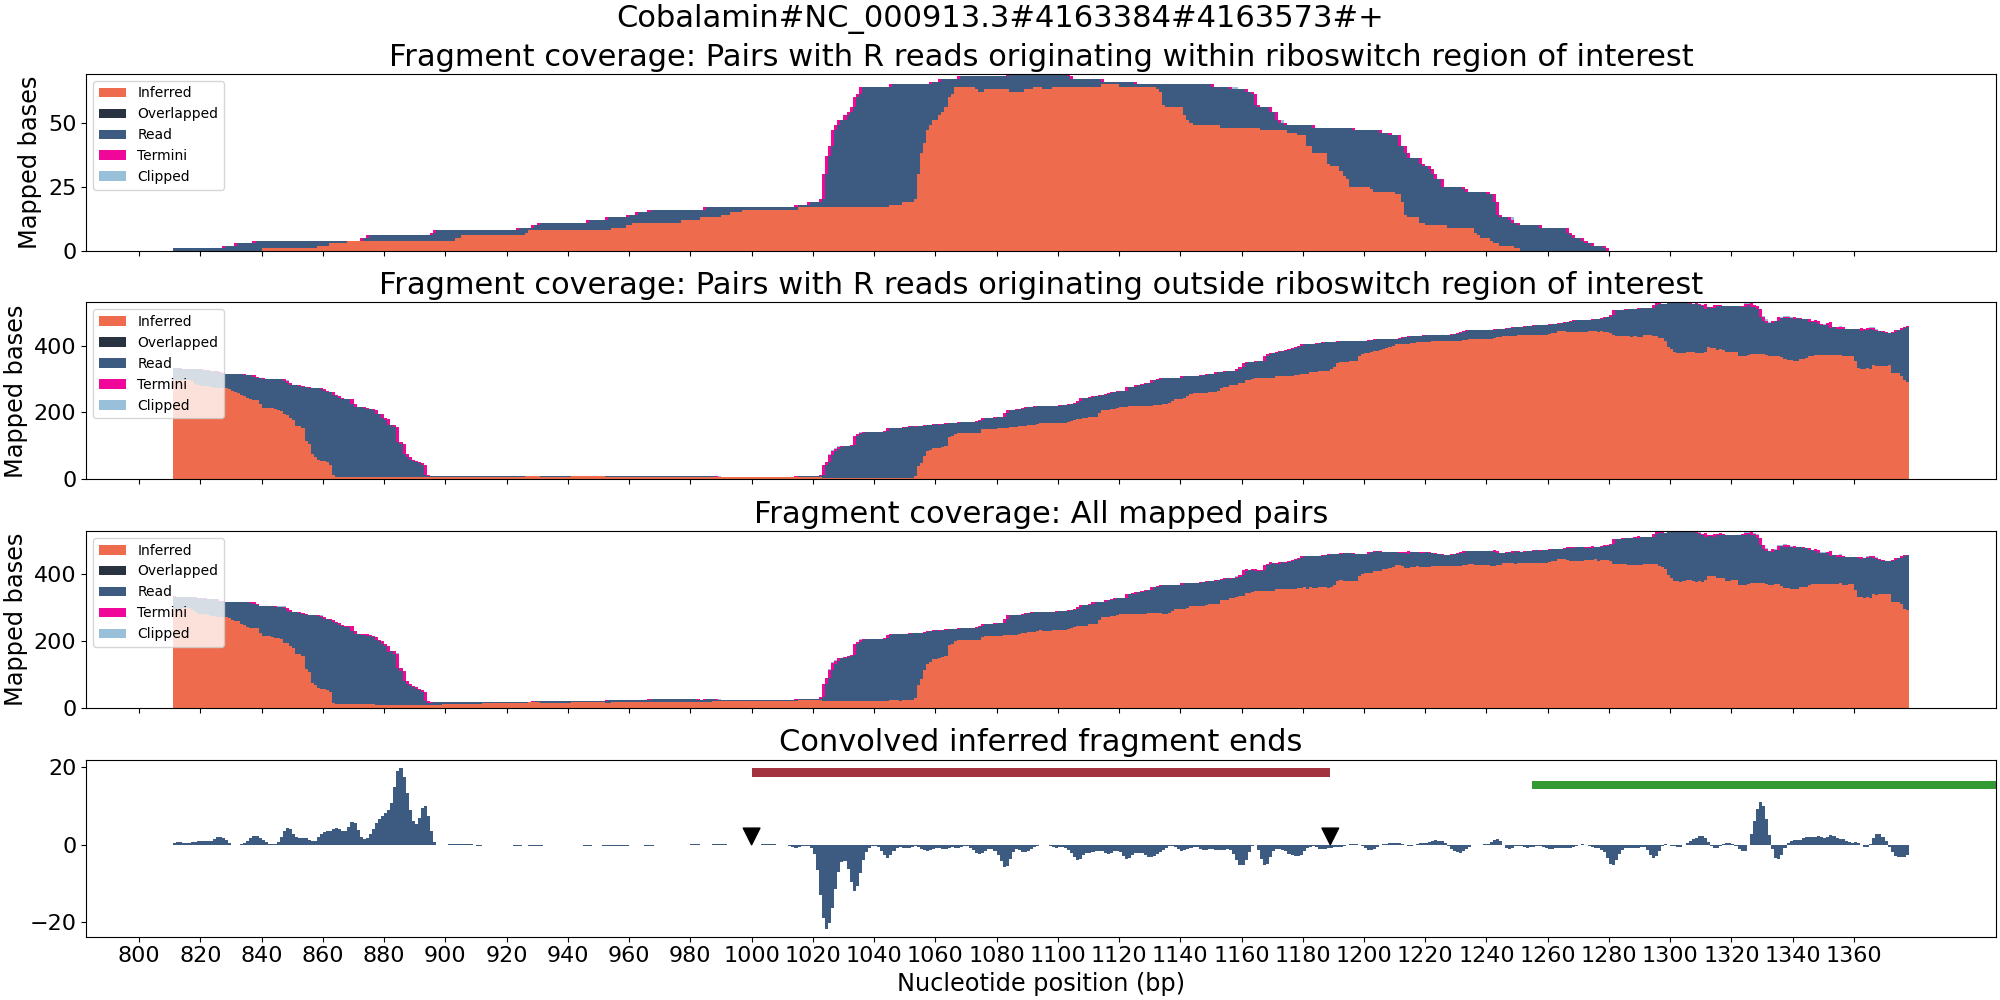 Cobalamin#NC_000913.3#4163384#4163573#+
Fragment coverage: Pairs with R reads originating within riboswitch region of interest
Mapped bases
50
25
0
Inferred
Overlapped
Read
Termini
Clipped
Fragment coverage: Pairs with R reads originating outside riboswitch region of interest
Mapped bases
400
200
0
Inferred
Overlapped
Read
Termini
Clipped
Fragment coverage: All mapped pairs
Mapped bases
400
200
0
Inferred
Overlapped
Read
Termini
Clipped
Convolved inferred fragment ends
20
0
−20
800 820 840 860 880 900 920 940 960 980 1000 1020 1040 1060 1080 1100 1120 1140 1160 1180 1200 1220 1240 1260 1280 1300 1320 1340 1360
Nucleotide position (bp)